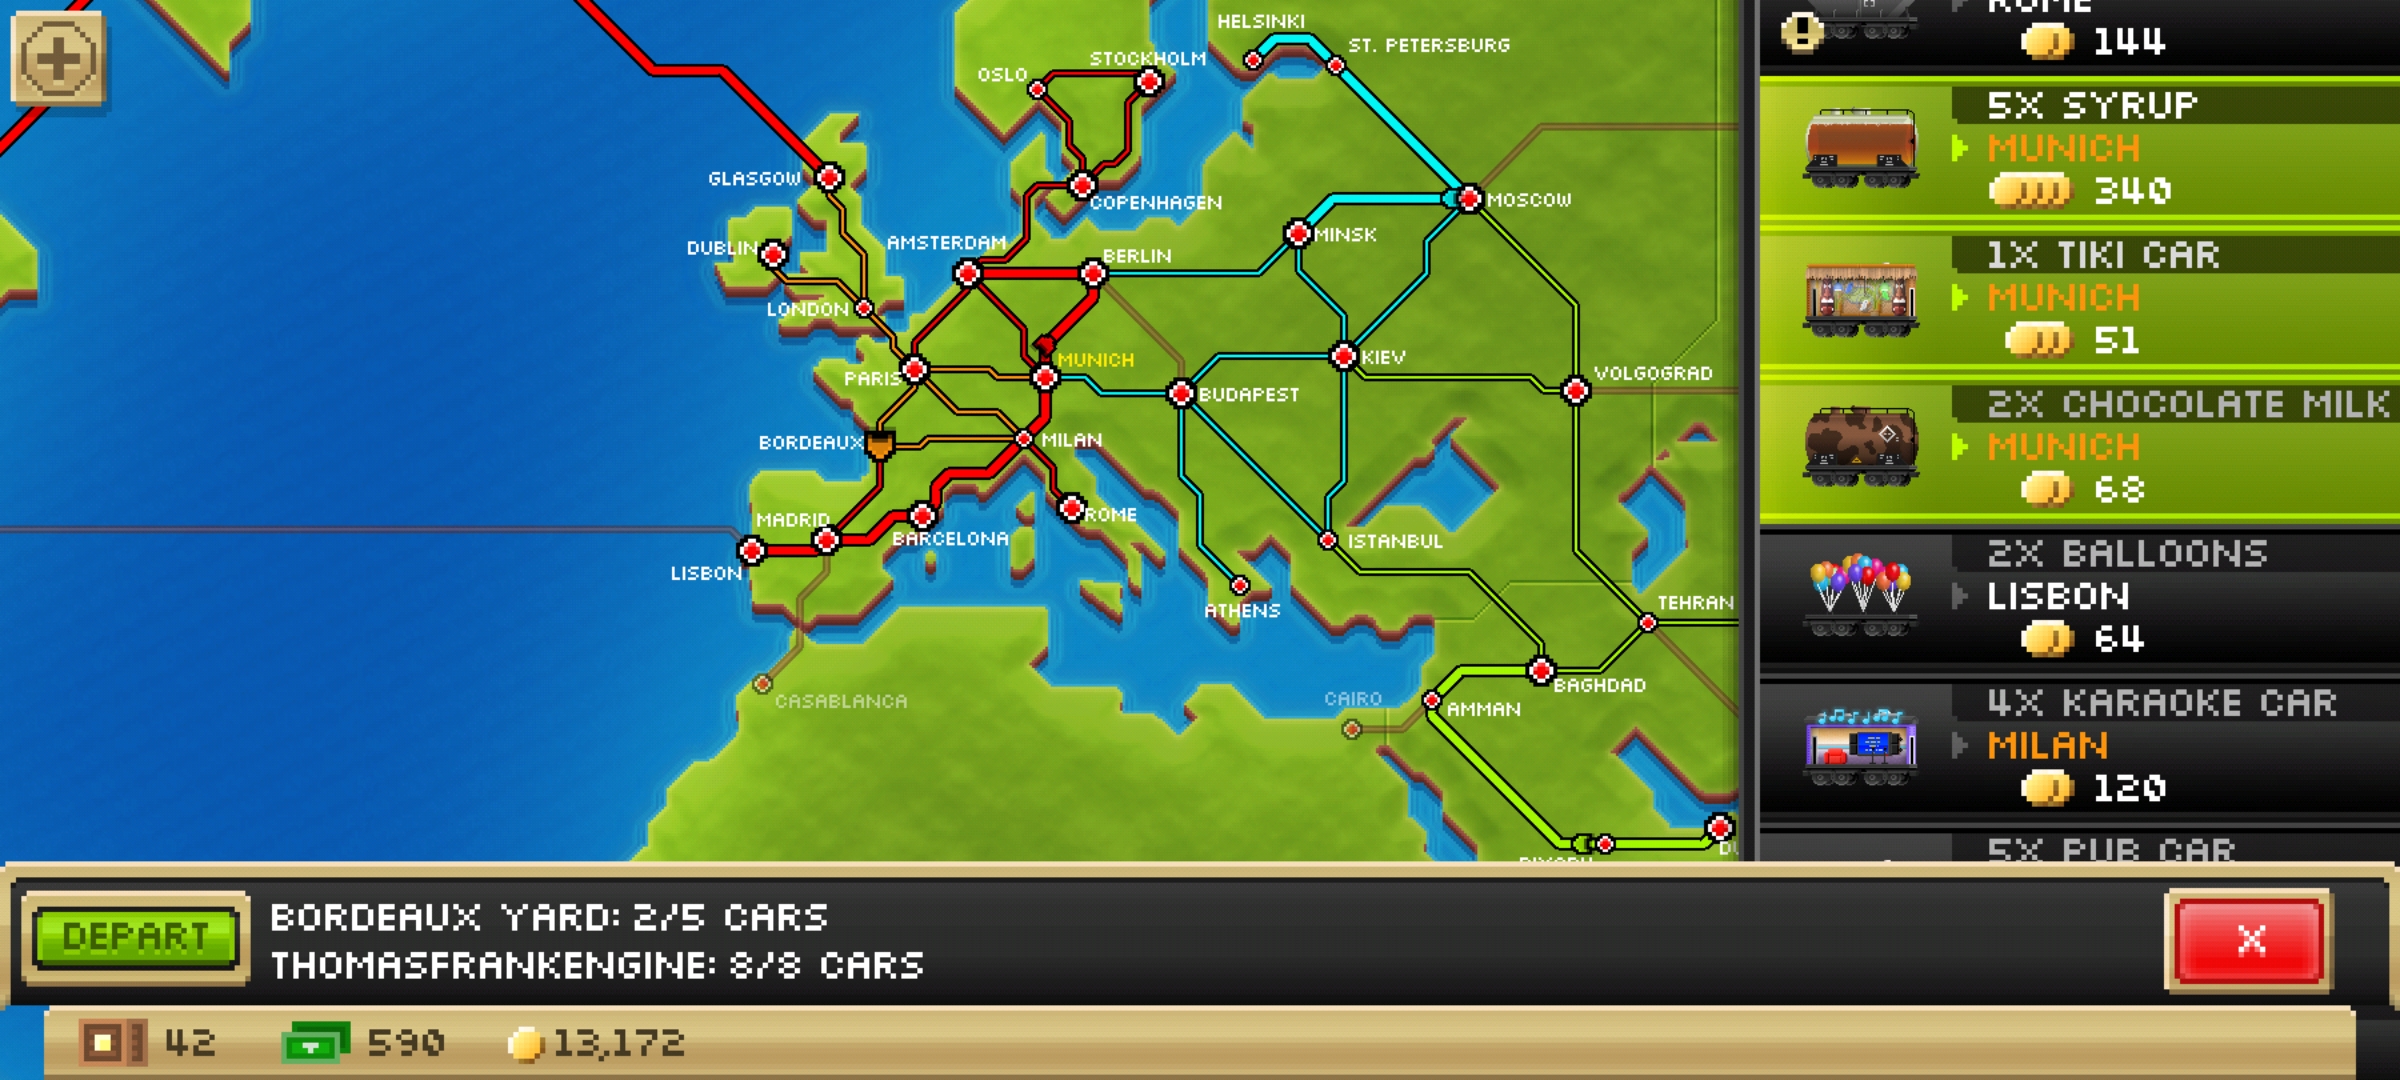 HELSINKI
ST. PETERSBURG
STOCKHOLM
OSLO
GLASGOW
COPENHAGEN
MOSCOW
DUBLIN
AMSTERDAM
BERLIN
MINSK
LONDON
MUNICH
PARIS
KIEV
BUDAPEST
VOLGOGRAD
BORDEAUX
MILAN
MADRID
ROME
BARCELONA
ISTANBUL
LISBON
ATHENS
TEHRAN
CASABLANCA
CAIRO
BAGHDAD
AMMAN
ROME
144
5X SYRUP
MUNICH
340
1X TIKI CAR
MUNICH
51
2X CHOCOLATE MILK
MUNICH
68
2X BALLOONS
LISBON
64
4X KARAOKE CAR
MILAN
120
5X PUB CAR
DEPART
BORDEAUX YARD: 2/5 CARS
THOMASFRANKENGINE: 8/8 CARS
X
42
590
13,172